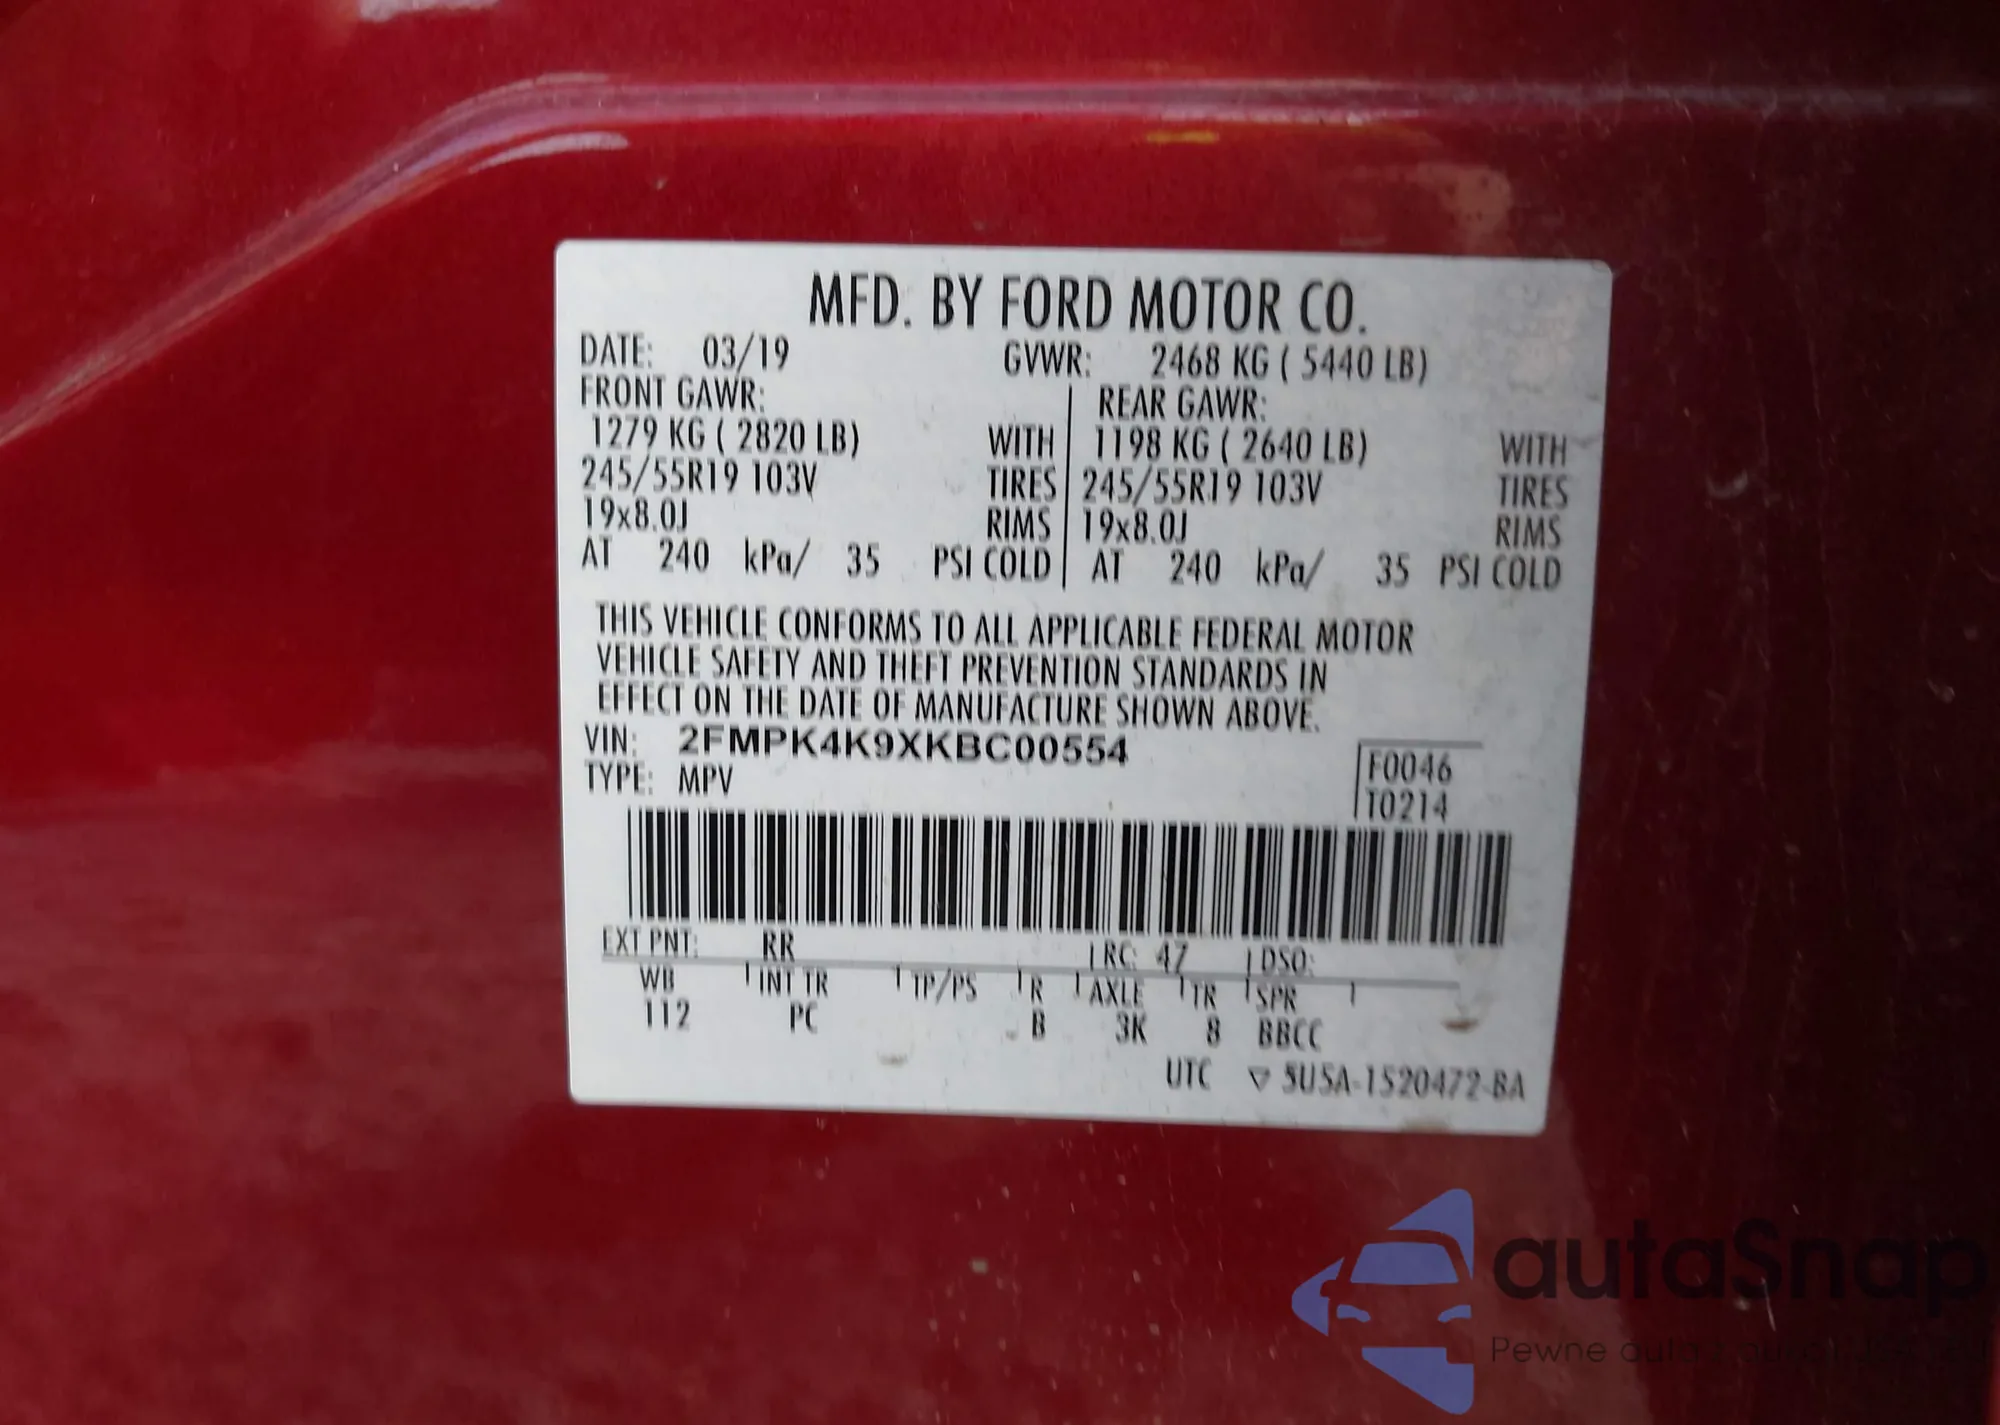 MFD. BY FORD MOTOR CO.
DATE: 03/19 GVWR: 2468 KG ( 5440 LB)
FRONT GAWR: REAR GAWR:
1279 KG ( 2820 LB) WITH 1198 KG ( 2640 LB) WITH
245/55R19 103V TIRES 245/55R19 103V TIRES
19x8.0J RIMS 19x8.0J RIMS
AT 240 kPa/ 35 PSI COLD AT 240 kPa/ 35 PSI COLD
THIS VEHICLE CONFORMS TO ALL APPLICABLE FEDERAL MOTOR
VEHICLE SAFETY AND THEFT PREVENTION STANDARDS IN
EFFECT ON THE DATE OF MANUFACTURE SHOWN ABOVE.
VIN: 2FMPK4K9XKBC00554
TYPE: MPV
F0046
T0214
EXT PNT: RR RC: 47 DSO:
WB INT TR TP/PS R AXLE TR SPR
112 PC B 3K 8 BBCC
UTC ▽ 5U5A-1520472-BA
autaSnap
Pewne auta z